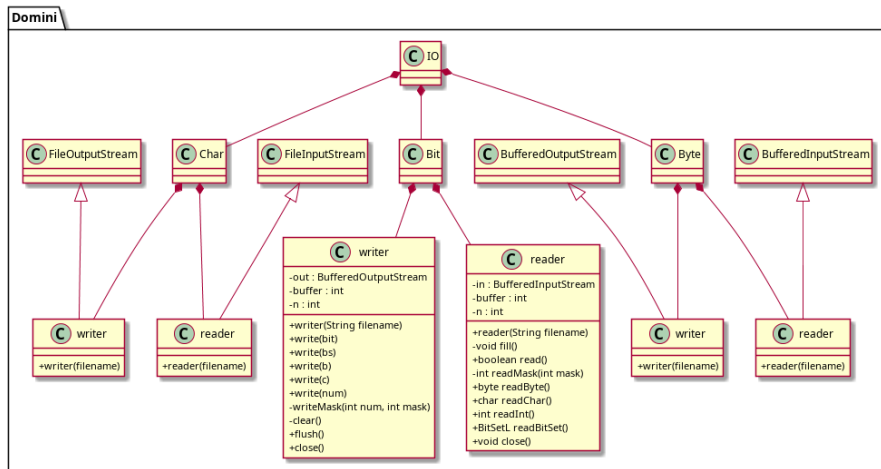 Domini
C IO
C FileOutputStream
C Char
C FileInputStream
C Bit
C BufferedOutputStream
C Byte
C BufferedInputStream
C writer
-out : BufferedOutputStream
-buffer : int
-n : int
+writer(String filename)
+write(bit)
+write(bs)
+write(b)
+write(c)
+write(num)
-writeMask(int num, int mask)
-clear()
+flush()
+close()
C reader
-in : BufferedInputStream
-buffer : int
-n : int
+reader(String filename)
-void fill()
+boolean read()
-int readMask(int mask)
+byte readByte()
+char readChar()
+int readInt()
+BitSetL readBitSet()
+void close()
C writer
+writer(filename)
C reader
+reader(filename)
C writer
+writer(filename)
C reader
+reader(filename)